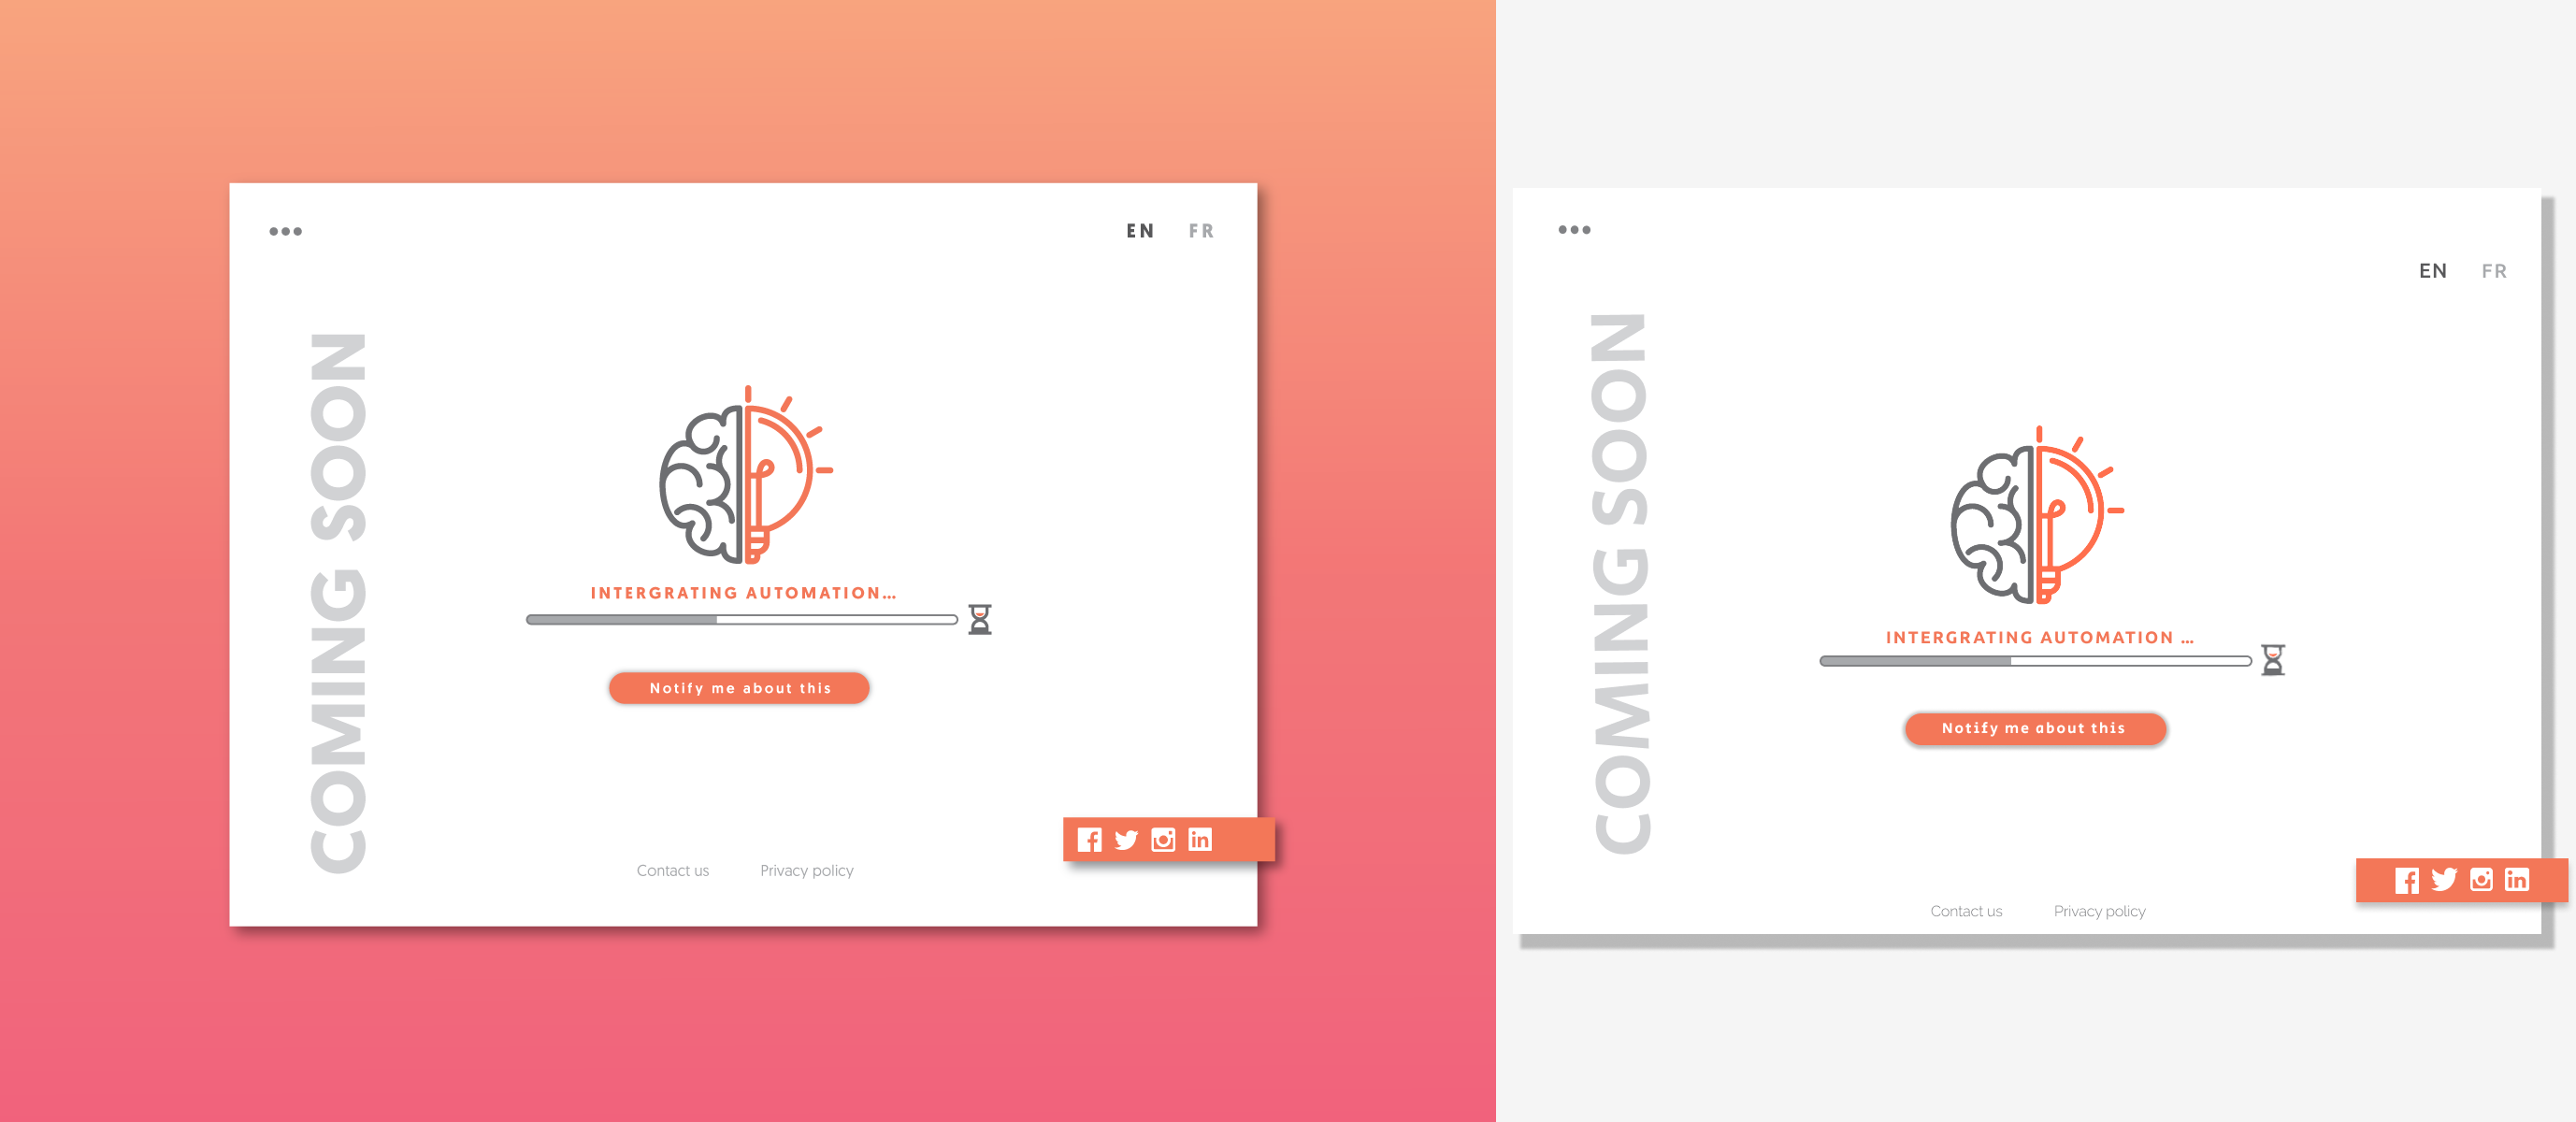 EN FR
COMING SOON
INTERGRATING AUTOMATION...
Notify me about this
Contact us Privacy policy
EN FR
COMING SOON
INTERGRATING AUTOMATION ...
Notify me about this
Contact us Privacy policy